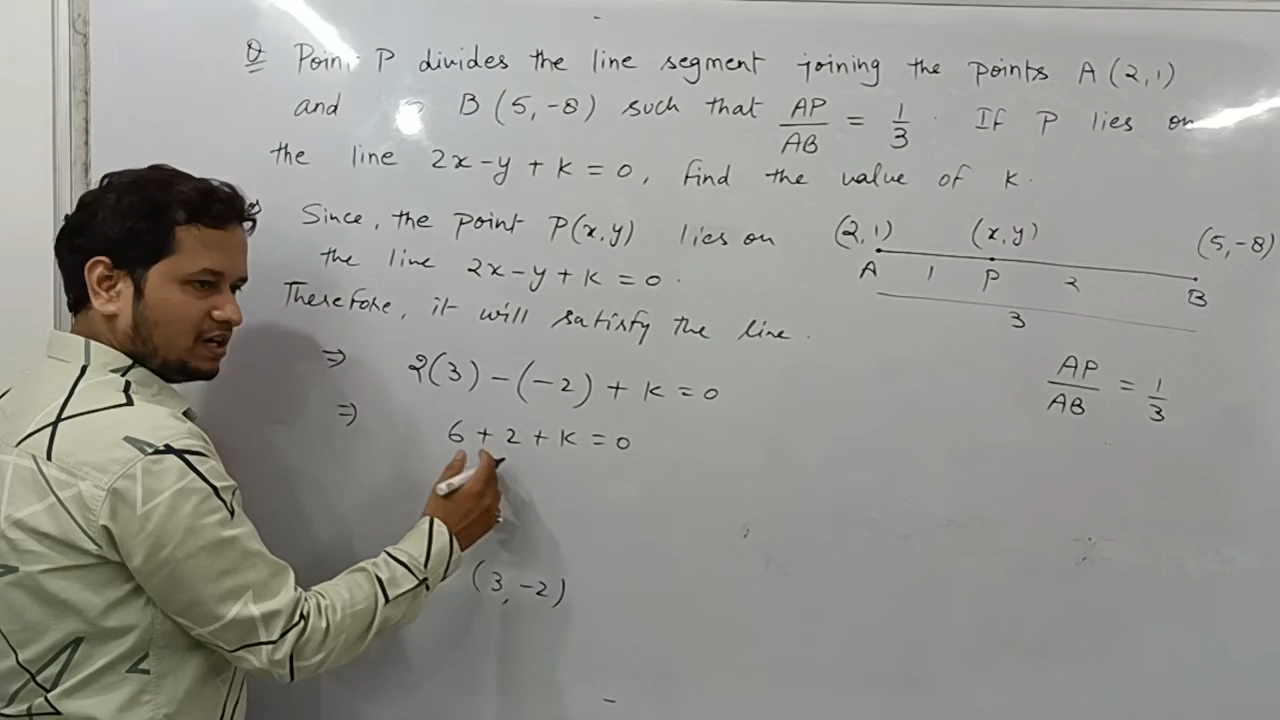 Q Point P divides the line segment joining the points A(2,1)
and B(5,-8) such that AP/AB = 1/3. If P lies on
the line 2x-y+k=0, find the value of k.
Since, the point P(x,y) lies on
the line 2x-y+k=0.
Therefore, it will satisfy the line.
⇒ 2(3)-(-2)+k=0
⇒ 6+2+k=0
(3,-2)
(2,1) (x,y) (5,-8)
A 1 P 2 B
3
AP/AB = 1/3